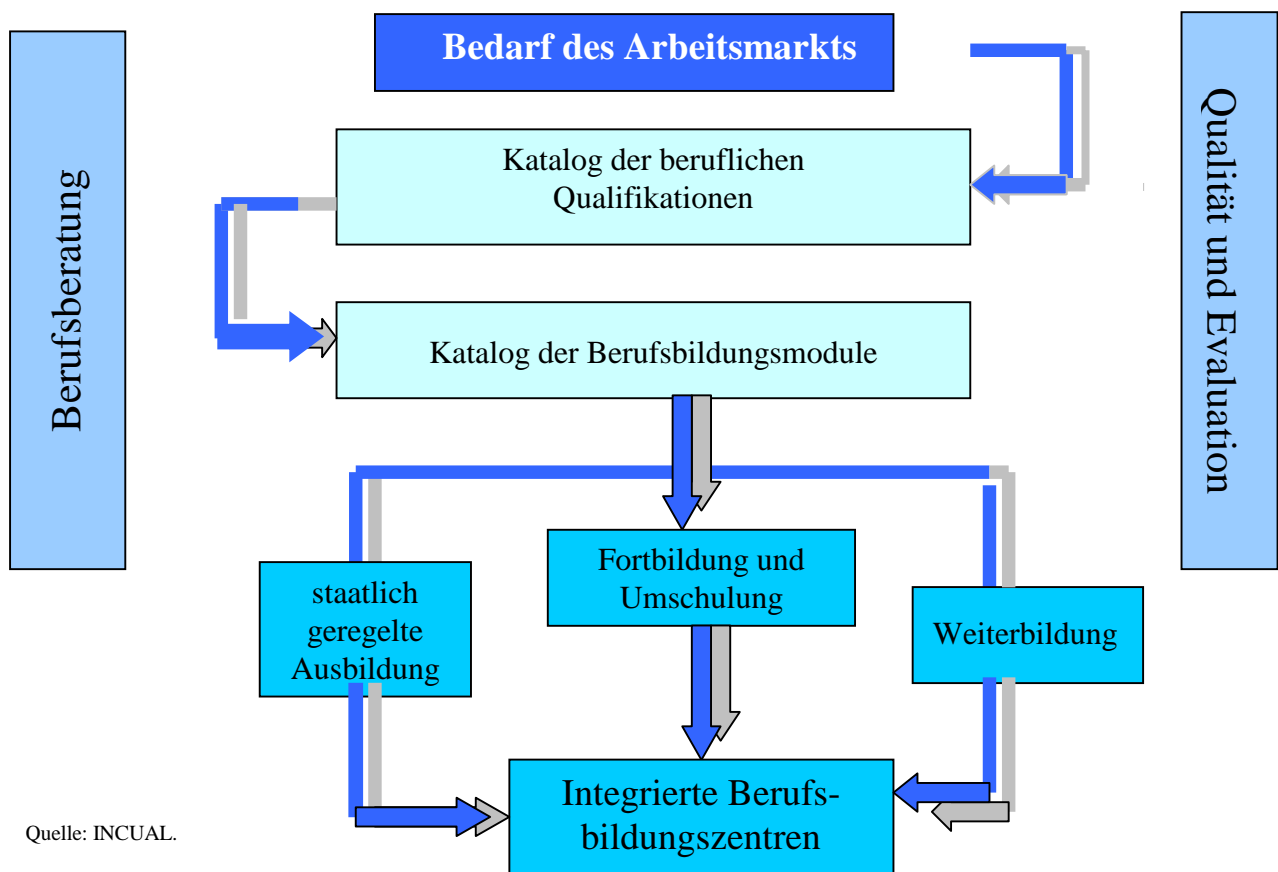 Bedarf des Arbeitsmarkts
Berufsberatung
Qualität und Evaluation
Katalog der beruflichen
Qualifikationen
Katalog der Berufsbildungsmodule
staatlich
geregelte
Ausbildung
Fortbildung und
Umschulung
Weiterbildung
Integrierte Berufs-
bildungszentren
Quelle: INCUAL.